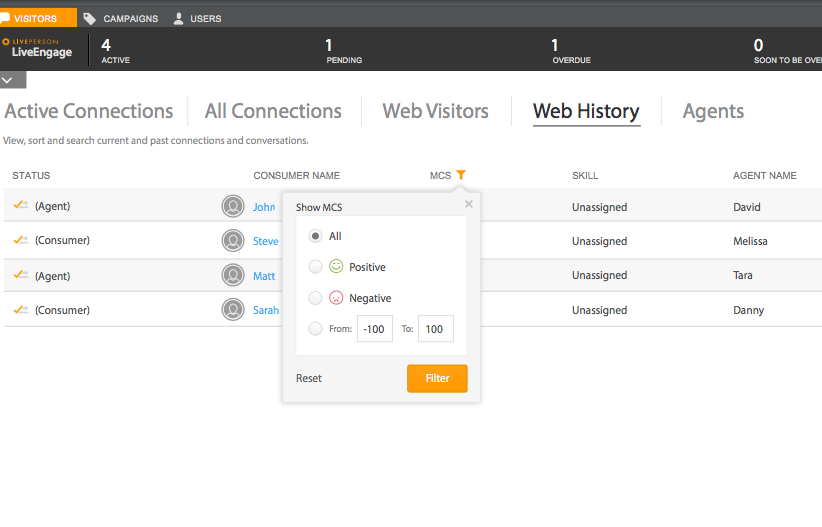 VISITORS CAMPAIGNS USERS
LIVEPERSON
LiveEngage
4 1 1 0
ACTIVE PENDING OVERDUE SOON TO BE OVE
Active Connections All Connections Web Visitors Web History Agents
View, sort and search current and past connections and conversations.
STATUS CONSUMER NAME MCS SKILL AGENT NAME
(Agent) John Unassigned David
(Consumer) Steve Unassigned Melissa
(Agent) Matt Unassigned Tara
(Consumer) Sarah Unassigned Danny
Show MCS
All
Positive
Negative
From: -100 To: 100
Reset Filter